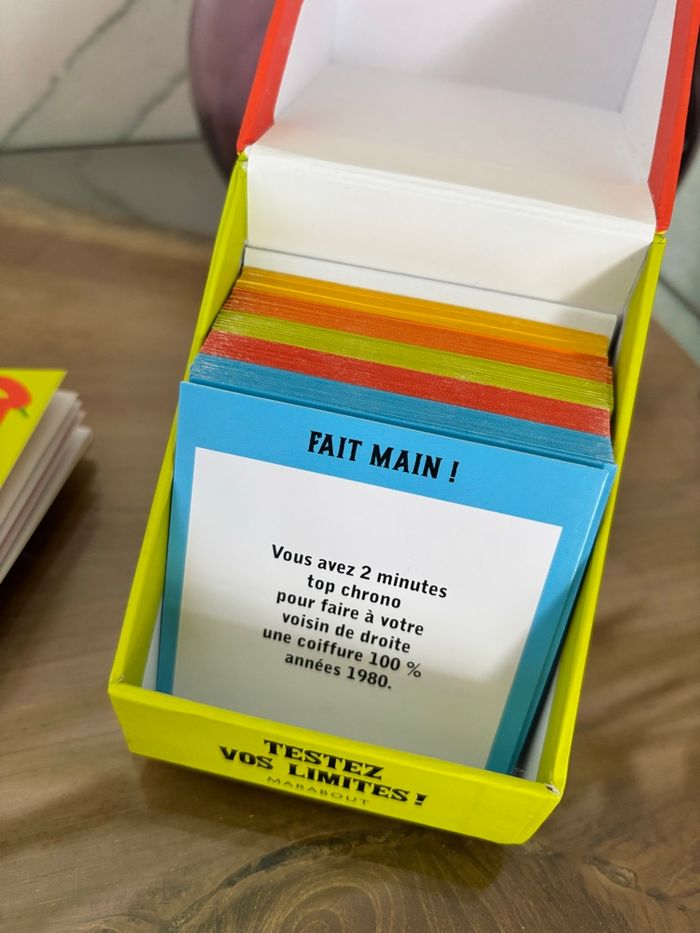 FAIT MAIN !
Vous avez 2 minutes
top chrono
pour faire à votre
voisin de droite
une coiffure 100 %
années 1980.
TESTEZ
VOS LIMITES !
MARABOUT